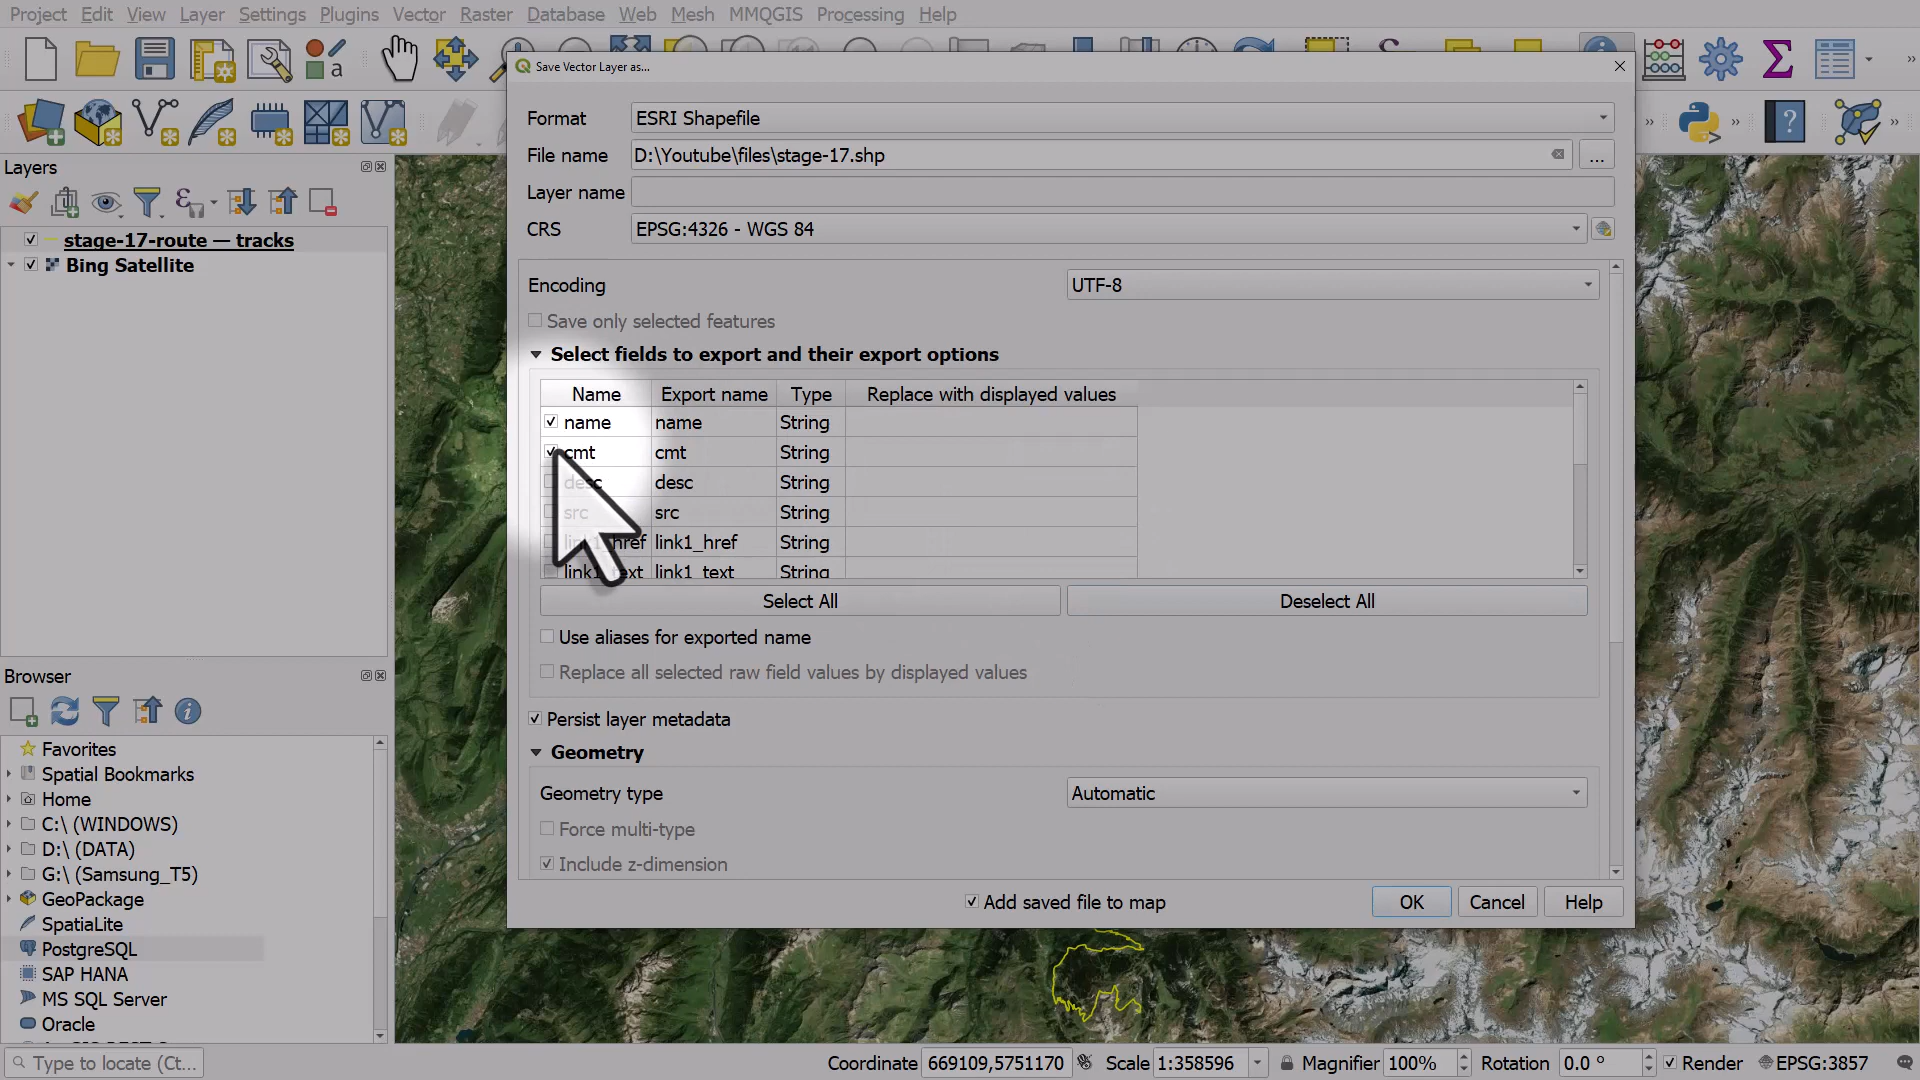 Project Edit View Layer Settings Plugins Vector Raster Database Web Mesh MMQGIS Processing Help
Save Vector Layer as...
Format ESRI Shapefile
File name D:\Youtube\files\stage-17.shp ...
Layer name
CRS EPSG:4326 - WGS 84
Layers
stage-17-route — tracks
Bing Satellite
Encoding UTF-8
Save only selected features
Select fields to export and their export options
Name Export name Type Replace with displayed values
name name String
cmt cmt String
desc desc String
src src String
link1_href link1_href String
link1_text link1_text String
Select All Deselect All
Use aliases for exported name
Replace all selected raw field values by displayed values
Persist layer metadata
Geometry
Geometry type Automatic
Force multi-type
Include z-dimension
Add saved file to map OK Cancel Help
Browser
Favorites
Spatial Bookmarks
Home
C:\ (WINDOWS)
D:\ (DATA)
G:\ (Samsung_T5)
GeoPackage
SpatiaLite
PostgreSQL
SAP HANA
MS SQL Server
Oracle
Type to locate (Ct... Coordinate 669109,5751170 Scale 1:358596 Magnifier 100% Rotation 0.0 ° Render EPSG:3857